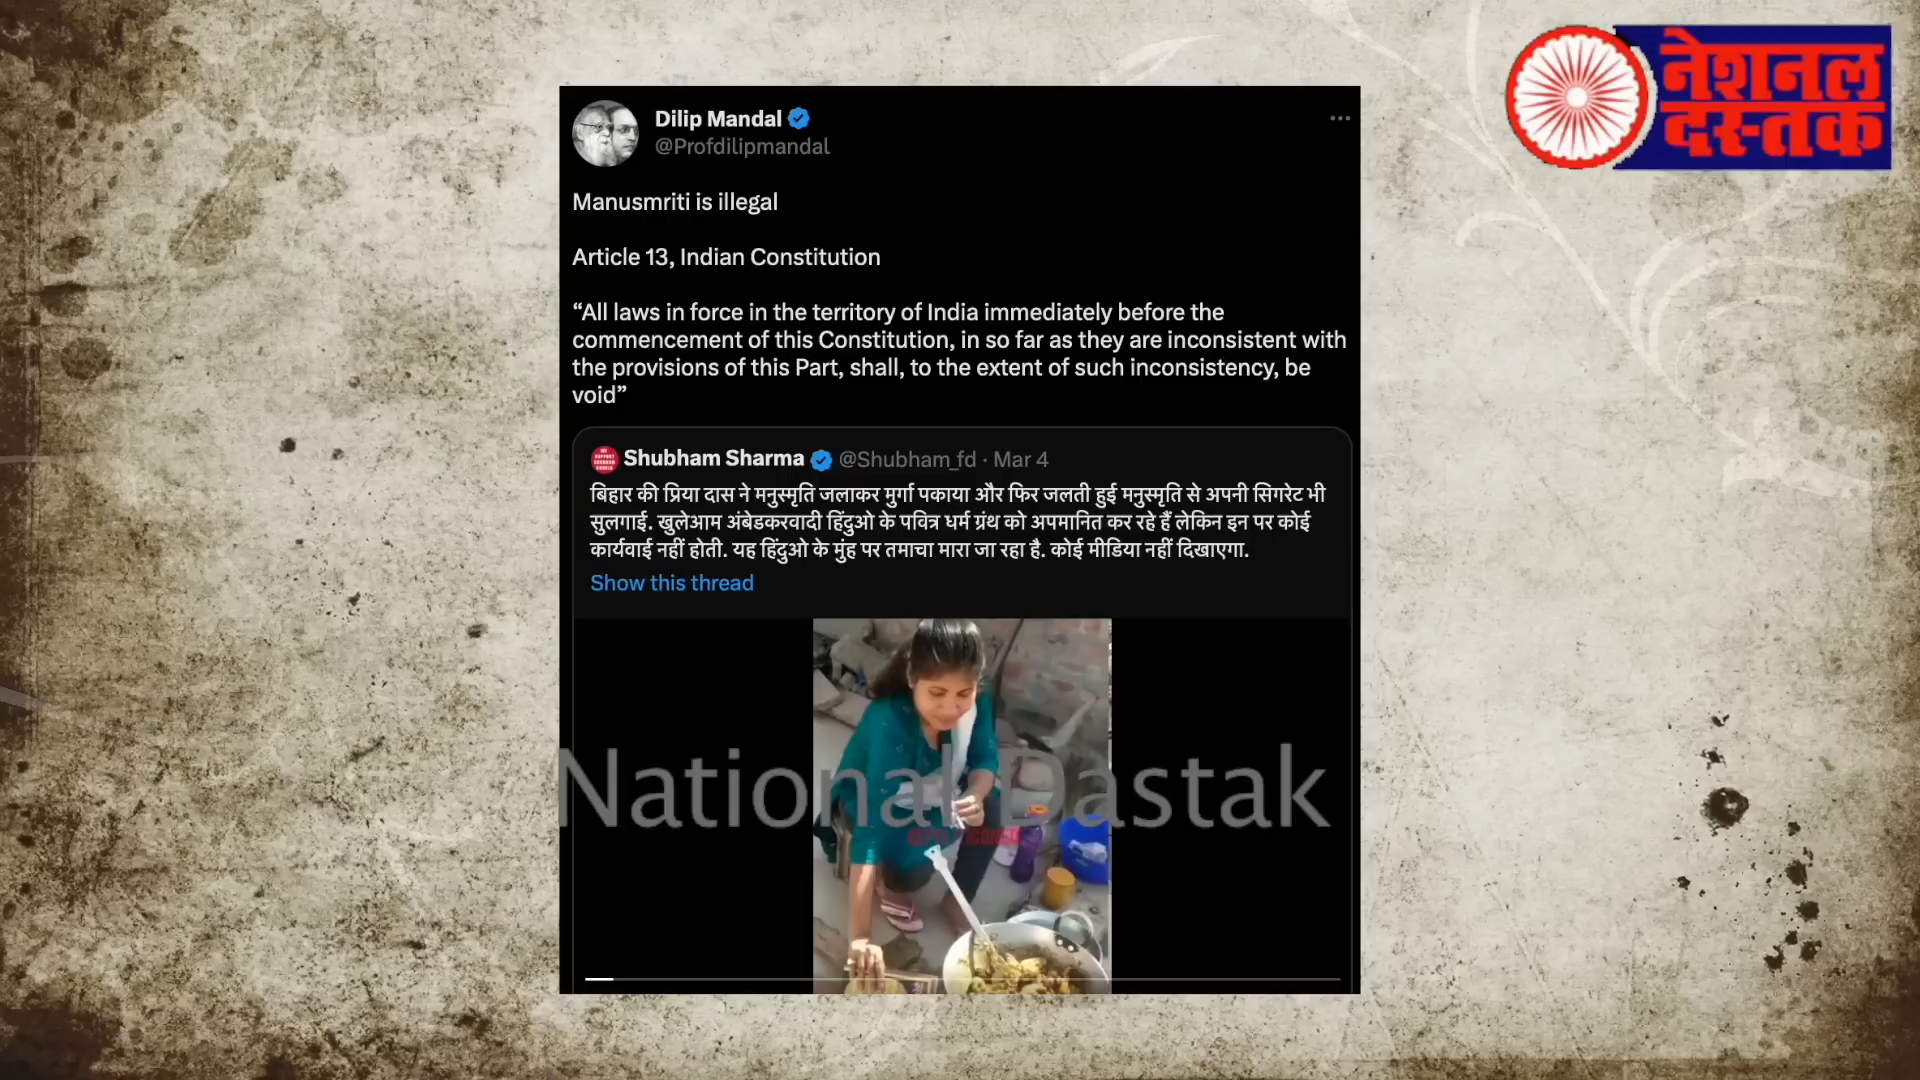 नेशनल
दस्तक
Dilip Mandal
@Profdilipmandal
Manusmriti is illegal
Article 13, Indian Constitution
“All laws in force in the territory of India immediately before the
commencement of this Constitution, in so far as they are inconsistent with
the provisions of this Part, shall, to the extent of such inconsistency, be
void”
Shubham Sharma @Shubham_fd · Mar 4
बिहार की प्रिया दास ने मनुस्मृति जलाकर मुर्गा पकाया और फिर जलती हुई मनुस्मृति से अपनी सिगरेट भी
सुलगाई. खुलेआम अंबेडकरवादी हिंदुओ के पवित्र धर्म ग्रंथ को अपमानित कर रहे हैं लेकिन इन पर कोई
कार्यवाई नहीं होती. यह हिंदुओ के मुंह पर तमाचा मारा जा रहा है. कोई मीडिया नहीं दिखाएगा.
Show this thread
National Dastak